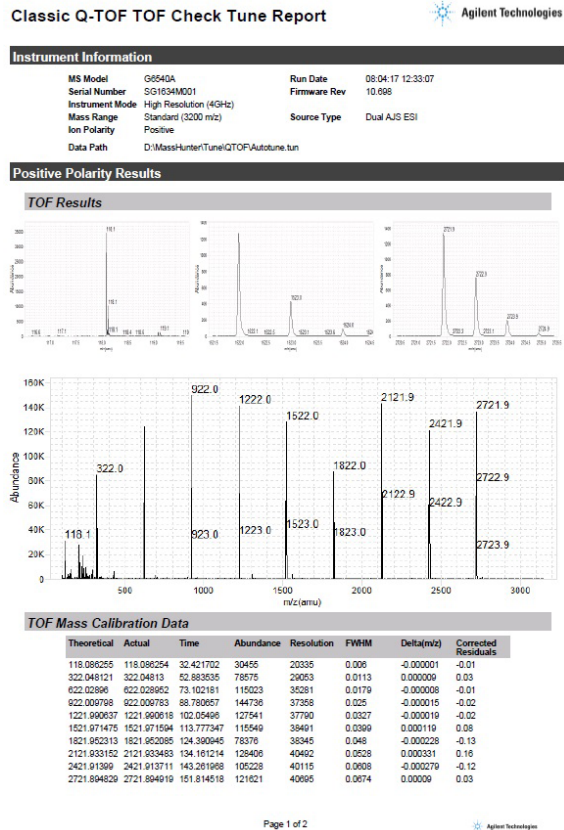 Classic Q-TOF TOF Check Tune Report
Agilent Technologies
Instrument Information
MS Model G6540A Run Date 08:04:17 12:33:07
Serial Number SG1634M001 Firmware Rev 10.698
Instrument Mode High Resolution (4GHz)
Mass Range Standard (3200 m/z) Source Type Dual AJS ESI
Ion Polarity Positive
Data Path D:\MassHunter\Tune\QTOF\Autotune.tun
Positive Polarity Results
TOF Results
160K
140K
120K
100K
80K
60K
40K
20K
0
Abundance
118.1
322.0
922.0
923.0
1222.0
1223.0
1522.0
1523.0
1822.0
1823.0
2121.9
2122.9
2421.9
2422.9
2721.9
2722.9
2723.9
500 1000 1500 2000 2500 3000
m/z(amu)
TOF Mass Calibration Data
Theoretical Actual Time Abundance Resolution FWHM Delta(m/z) Corrected Residuals
118.086255 118.086254 32.421702 30455 20335 0.006 -0.000001 -0.01
322.048121 322.04813 52.883535 78575 29053 0.0113 0.000009 0.03
622.02896 622.028952 73.102181 115023 35281 0.0179 -0.000008 -0.01
922.009798 922.009783 88.780657 144736 37358 0.025 -0.000015 -0.02
1221.990637 1221.990618 102.05496 127541 37790 0.0327 -0.000019 -0.02
1521.971475 1521.971594 113.777347 115549 38491 0.0399 0.000119 0.08
1821.952313 1821.952085 124.390945 78376 38345 0.048 -0.000228 -0.13
2121.933152 2121.933483 134.161214 128406 40492 0.0528 0.000331 0.16
2421.91399 2421.913711 143.261968 105228 40115 0.0608 -0.000279 -0.12
2721.894829 2721.894919 151.814518 121621 40695 0.0674 0.00009 0.03
Page 1 of 2
Agilent Technologies